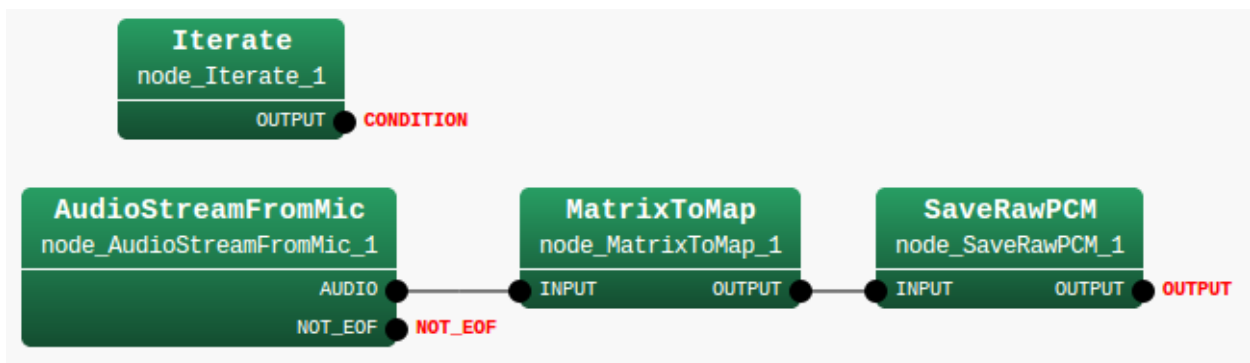 Iterate
node_Iterate_1
OUTPUT CONDITION
AudioStreamFromMic
node_AudioStreamFromMic_1
AUDIO
NOT_EOF NOT_EOF
MatrixToMap
node_MatrixToMap_1
INPUT OUTPUT
SaveRawPCM
node_SaveRawPCM_1
INPUT OUTPUT OUTPUT